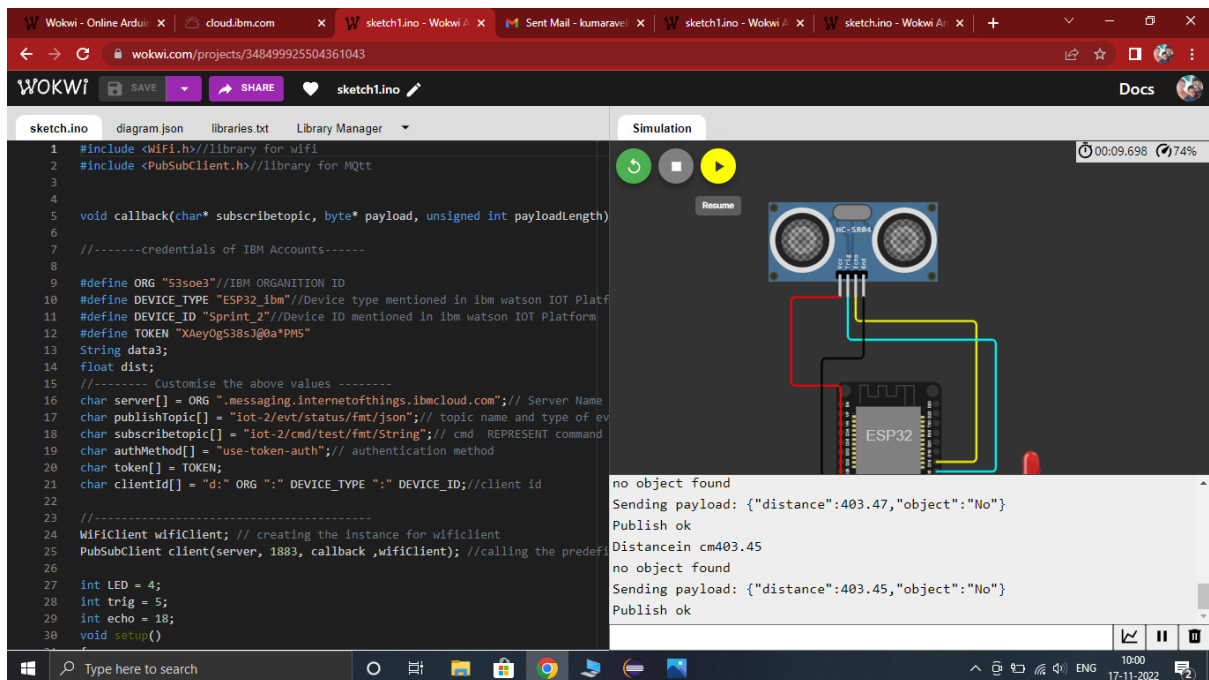 Wokwi - Online Arduin
cloud.ibm.com
sketch1.ino - Wokwi A
Sent Mail - kumaravel
sketch1.ino - Wokwi A
sketch.ino - Wokwi Ar
wokwi.com/projects/348499925504361043
WOKWI
SAVE
SHARE
sketch1.ino
Docs
sketch.ino
diagram.json
libraries.txt
Library Manager
Simulation
1 #include <WiFi.h>//library for wifi
2 #include <PubSubClient.h>//library for MQtt
3
4
5 void callback(char* subscribetopic, byte* payload, unsigned int payloadLength)
6
7 //-------credentials of IBM Accounts------
8
9 #define ORG "53soe3"//IBM ORGANITION ID
10 #define DEVICE_TYPE "ESP32_ibm"//Device type mentioned in ibm watson IOT Platf
11 #define DEVICE_ID "Sprint_2"//Device ID mentioned in ibm watson IOT Platform
12 #define TOKEN "XAeyOgS38sJ@0a*PM5"
13 String data3;
14 float dist;
15 //-------- Customise the above values --------
16 char server[] = ORG ".messaging.internetofthings.ibmcloud.com";// Server Name
17 char publishTopic[] = "iot-2/evt/status/fmt/json";// topic name and type of ev
18 char subscribetopic[] = "iot-2/cmd/test/fmt/String";// cmd  REPRESENT command
19 char authMethod[] = "use-token-auth";// authentication method
20 char token[] = TOKEN;
21 char clientId[] = "d:" ORG ":" DEVICE_TYPE ":" DEVICE_ID;//client id
22
23 //-----------------------------------------
24 WiFiClient wifiClient; // creating the instance for wificlient
25 PubSubClient client(server, 1883, callback ,wifiClient); //calling the predefi
26
27 int LED = 4;
28 int trig = 5;
29 int echo = 18;
30 void setup()
00:09.698
74%
Resume
HC-SR04
Vcc
Trig
Echo
Gnd
ESP32
no object found
Sending payload: {"distance":403.47,"object":"No"}
Publish ok
Distancein cm403.45
no object found
Sending payload: {"distance":403.45,"object":"No"}
Publish ok
Type here to search
ENG
10:00
17-11-2022
2